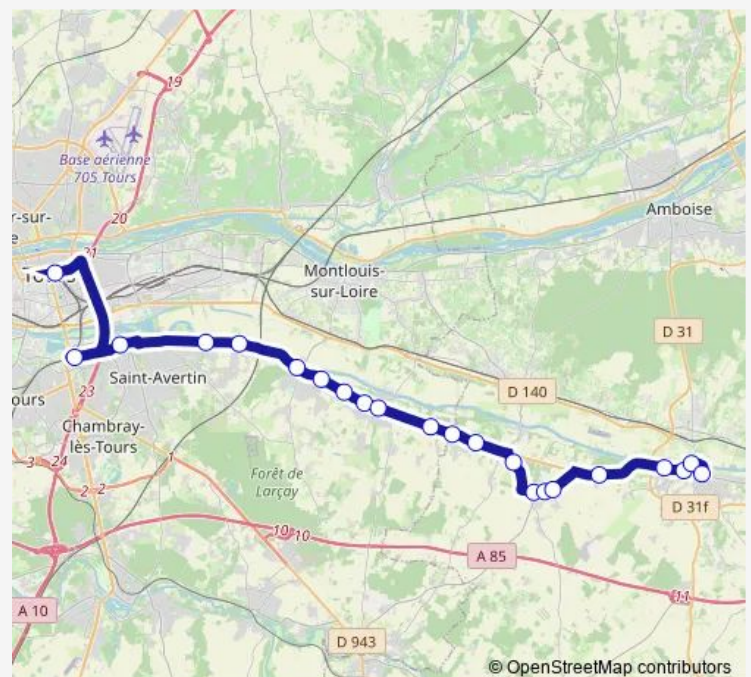 19
Base aérienne
705 Tours
r-sur-
e
20
21
Amboise
Montlouis-
sur-Loire
D 31
Saint-Avertin
D 140
23
ours
Chambray-
lès-Tours
3
24
2
2
1
Forêt de
Larçay
D 31f
10
10
A 85
11
A 10
D 943
© OpenStreetMap contributors